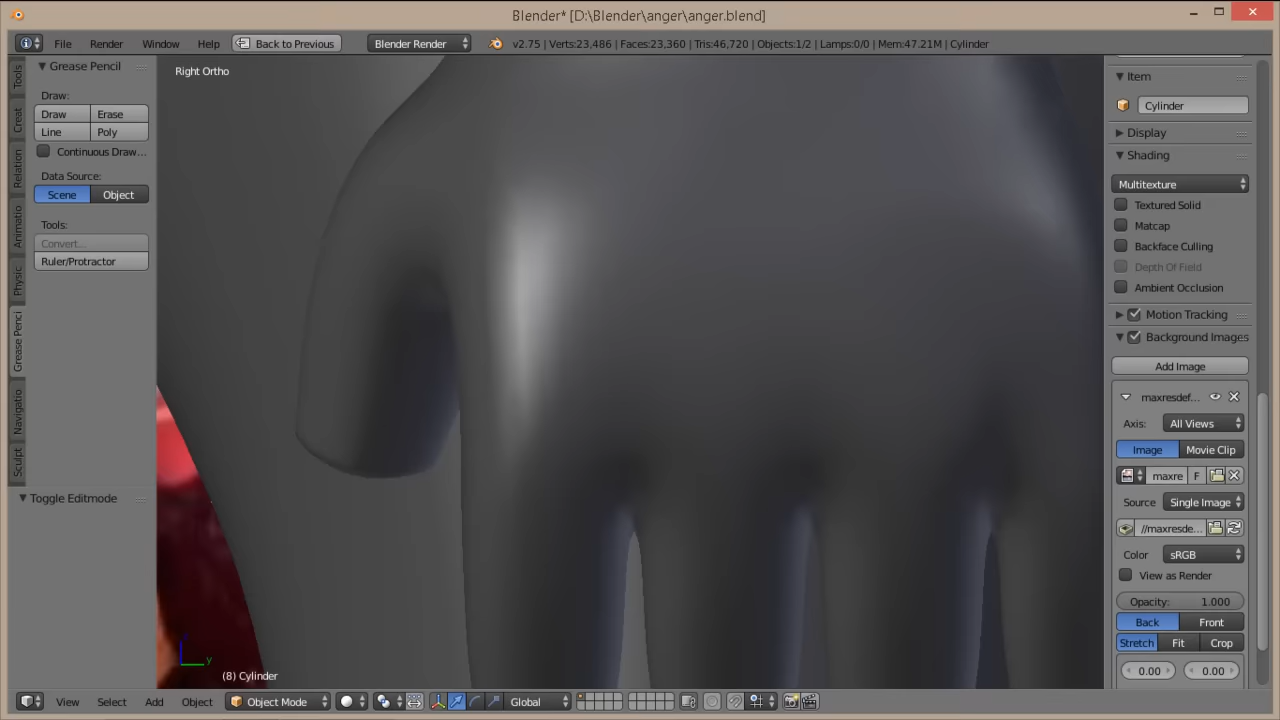 Blender* [D:\Blender\anger\anger.blend]
File Render Window Help Back to Previous Blender Render v2.75 | Verts:23,486 | Faces:23,360 | Tris:46,720 | Objects:1/2 | Lamps:0/0 | Mem:47.21M | Cylinder
Tools
Creat
Relation
Animatio
Physic
Grease Penci
Navigatio
Sculpt
Grease Pencil
Draw:
Draw Erase
Line Poly
Continuous Draw...
Data Source:
Scene Object
Tools:
Convert...
Ruler/Protractor
Toggle Editmode
Right Ortho
z
y
(8) Cylinder
Item
Cylinder
Display
Shading
Multitexture
Textured Solid
Matcap
Backface Culling
Depth Of Field
Ambient Occlusion
Motion Tracking
Background Images
Add Image
maxresdef...
Axis: All Views
Image Movie Clip
maxre F
Source Single Image
//maxresde...
Color sRGB
View as Render
Opacity: 1.000
Back Front
Stretch Fit Crop
0.00 0.00
View Select Add Object Object Mode Global